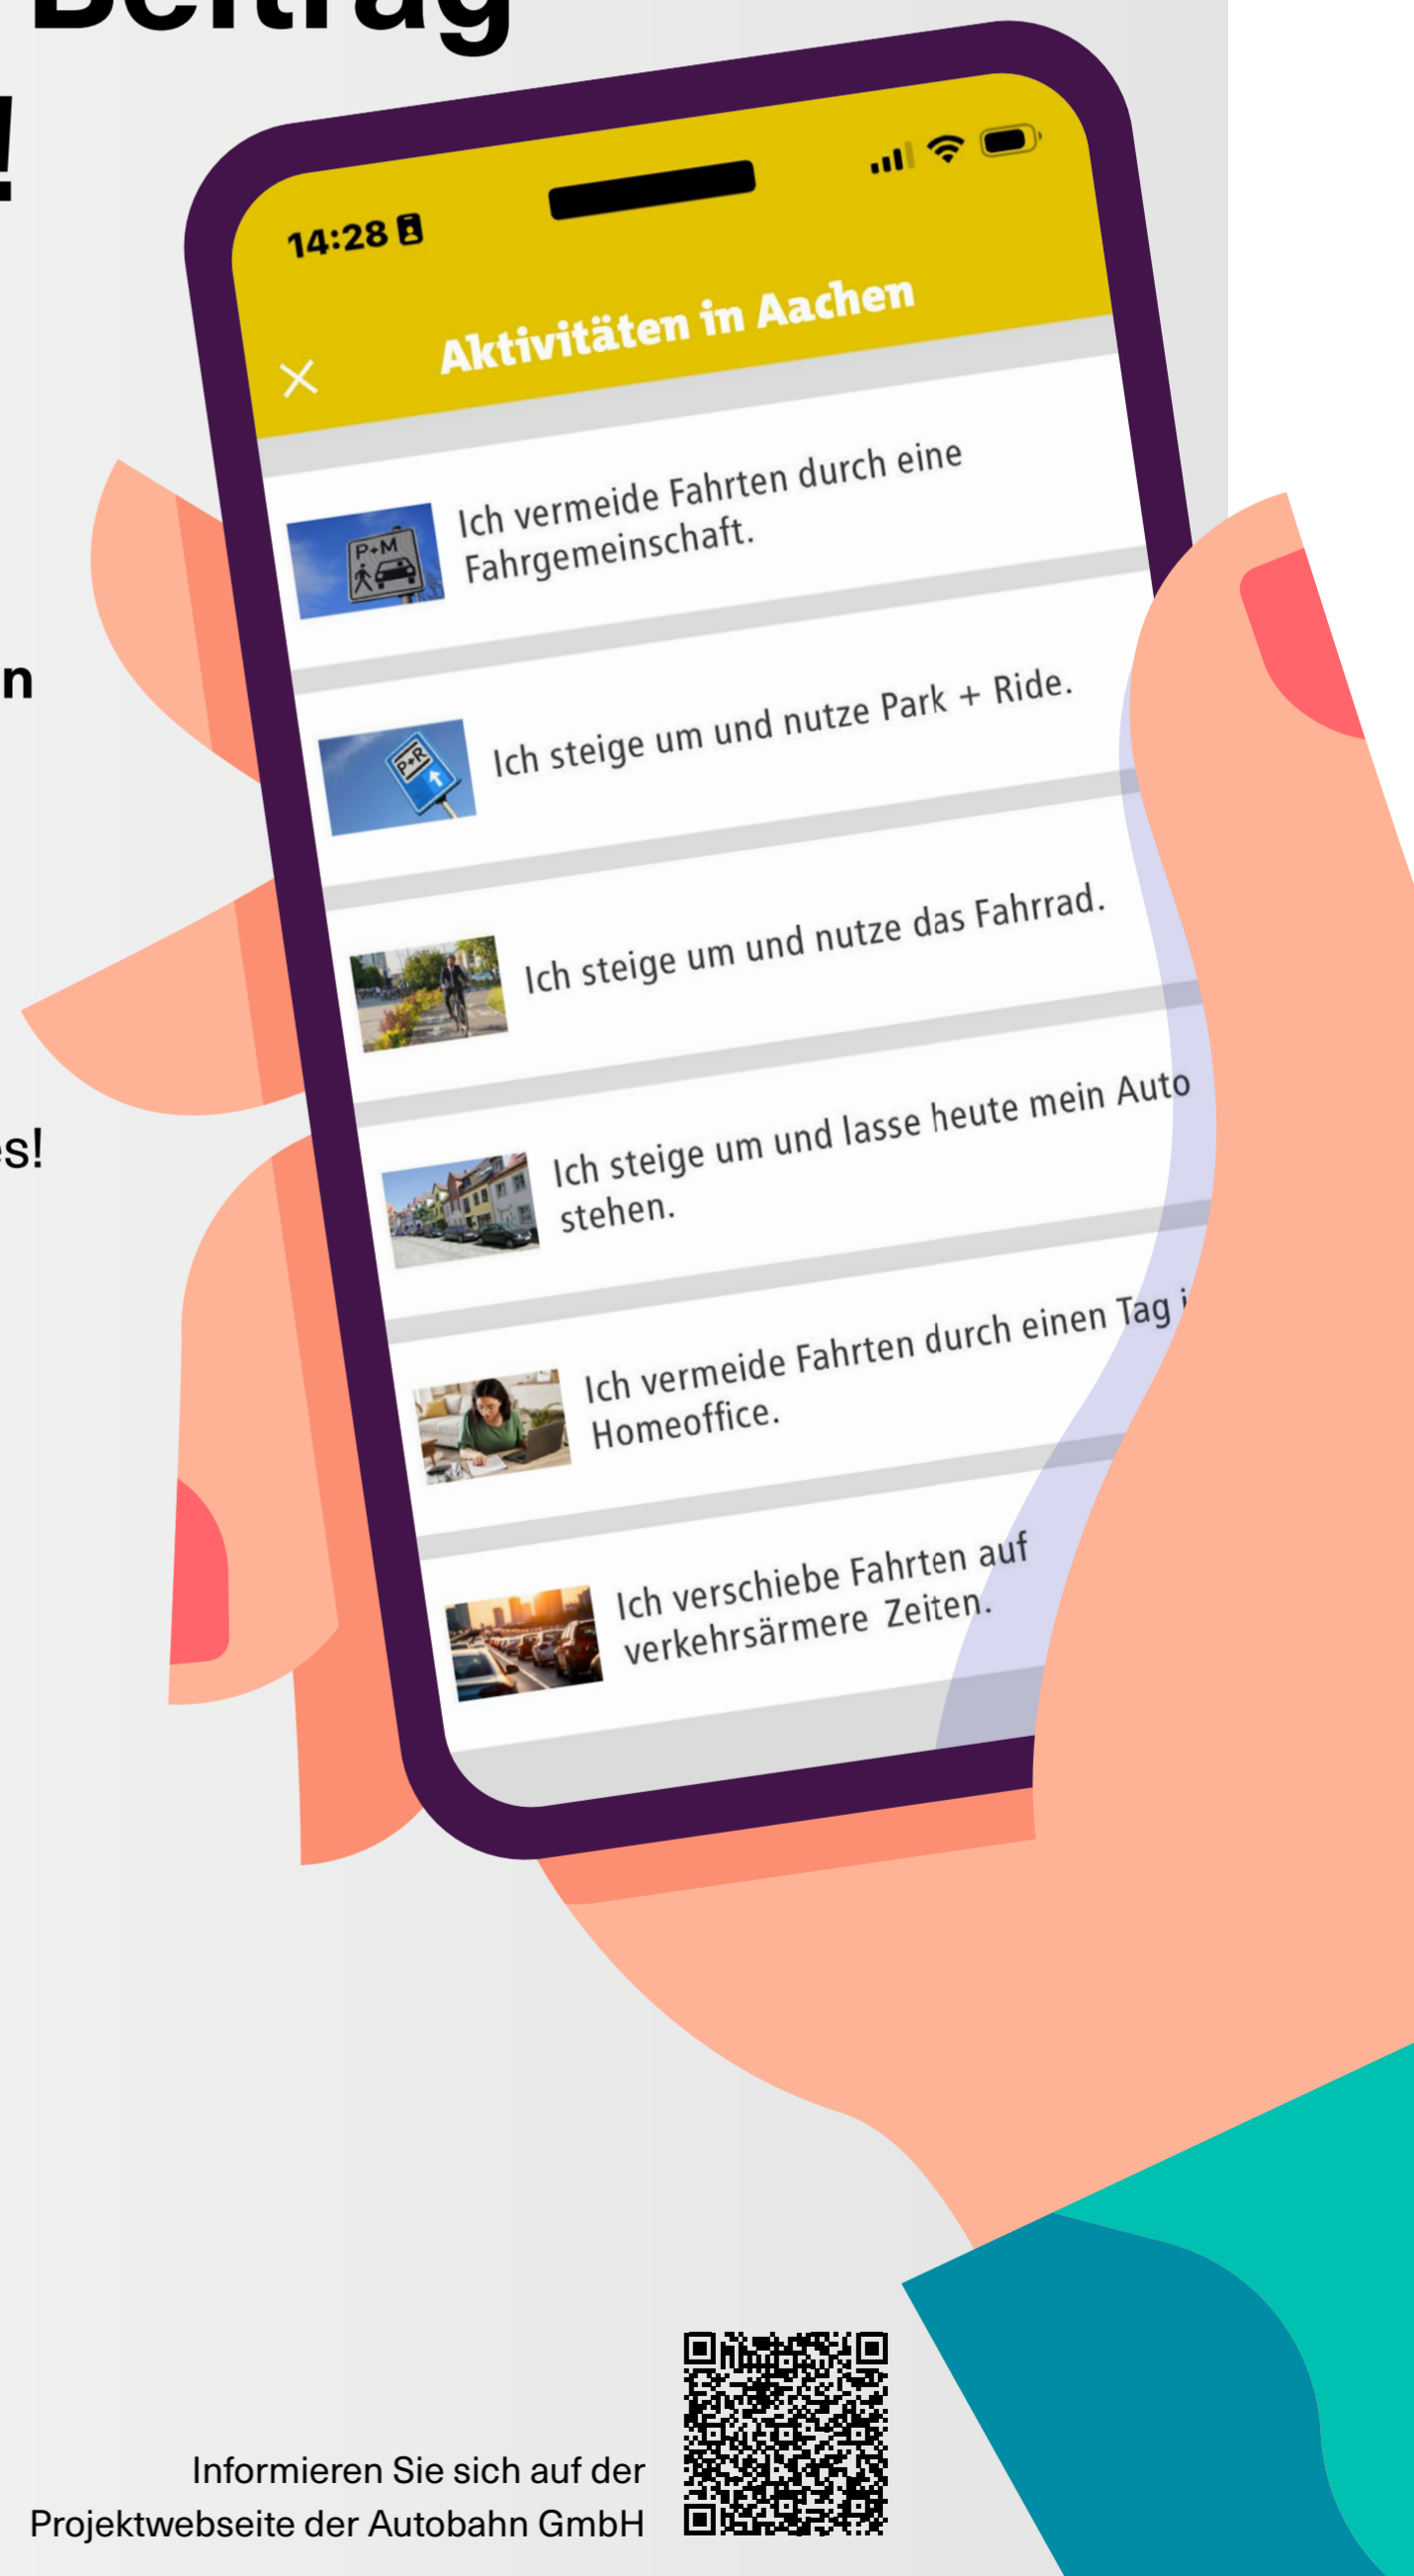 Beitrag
!
14:28
Aktivitäten in Aachen
P+M
Ich vermeide Fahrten durch eine
Fahrgemeinschaft.
n
P+R
Ich steige um und nutze Park + Ride.
Ich steige um und nutze das Fahrrad.
s!
Ich steige um und lasse heute mein Auto
stehen.
Ich vermeide Fahrten durch einen Tag i
Homeoffice.
Ich verschiebe Fahrten auf
verkehrsärmere Zeiten.
Informieren Sie sich auf der
Projektwebseite der Autobahn GmbH